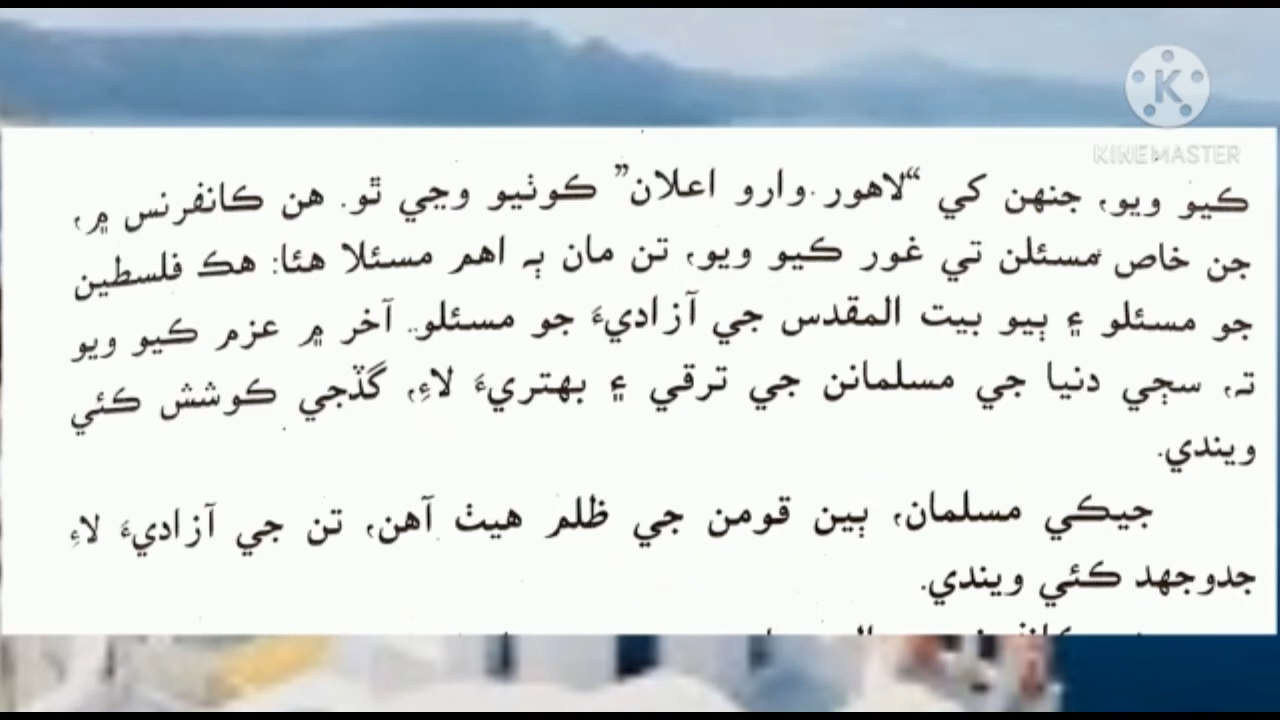 KINEMASTER
ڪيو ويو، جنهن کي “لاهور وارو اعلان” ڪوٺيو وڃي ٿو. هن ڪانفرنس ۾،
جن خاص مسئلن تي غور ڪيو ويو، تن مان ٻه اهم مسئلا هئا: هڪ فلسطين
جو مسئلو ۽ ٻيو بيت المقدس جي آزاديءَ جو مسئلو. آخر ۾ عزم ڪيو ويو
ته، سڄي دنيا جي مسلمانن جي ترقي ۽ بهتريءَ لاءِ، گڏجي ڪوشش ڪئي
ويندي.
جيڪي مسلمان، ٻين قومن جي ظلم هيٺ آهن، تن جي آزاديءَ لاءِ
جدوجهد ڪئي ويندي.